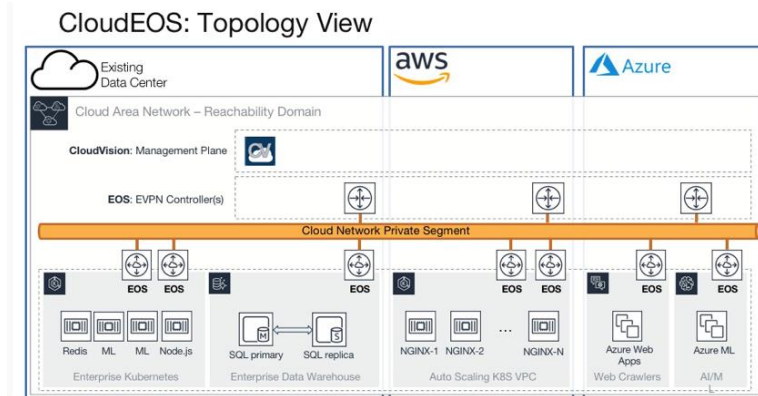 CloudEOS: Topology View
Existing
Data Center
aws
Azure
Cloud Area Network – Reachability Domain
CloudVision: Management Plane
CV
EOS: EVPN Controller(s)
Cloud Network Private Segment
EOS EOS EOS EOS EOS EOS EOS
M S
Redis ML ML Node.js
SQL primary SQL replica
NGINX-1 NGINX-2 ... NGINX-N
Azure Web
Apps
Azure ML
Enterprise Kubernetes
Enterprise Data Warehouse
Auto Scaling K8S VPC
Web Crawlers
AI/M
L